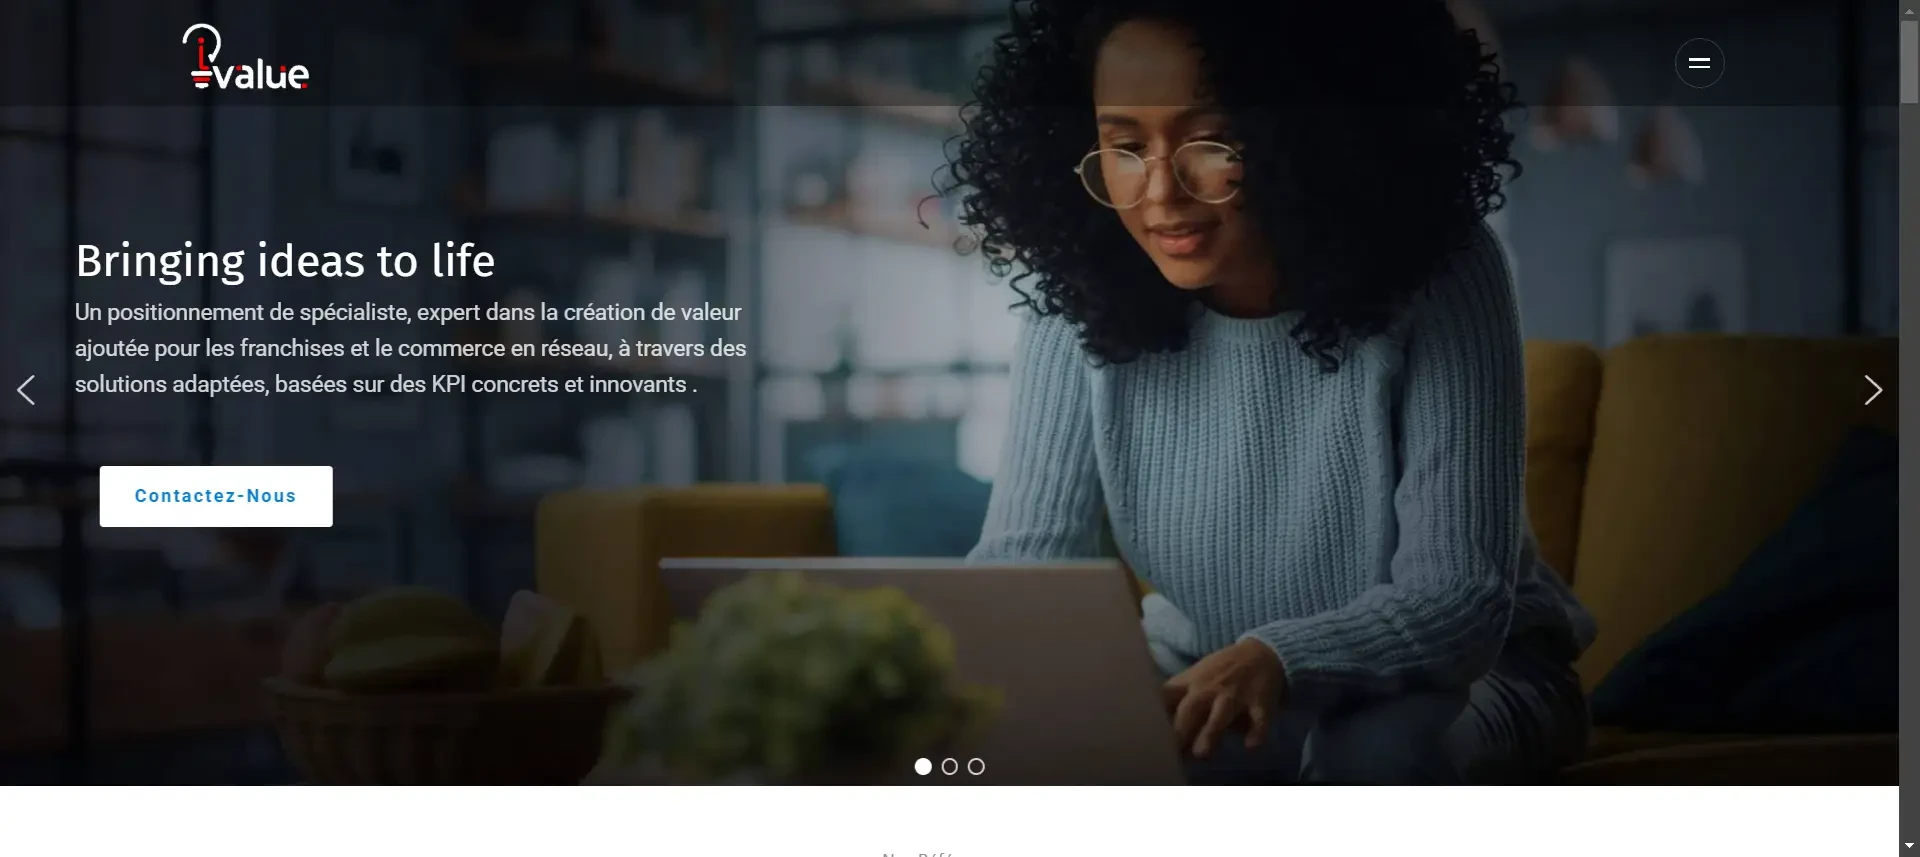 ivalue
Bringing ideas to life
Un positionnement de spécialiste, expert dans la création de valeur
ajoutée pour les franchises et le commerce en réseau, à travers des
solutions adaptées, basées sur des KPI concrets et innovants .
Contactez-Nous